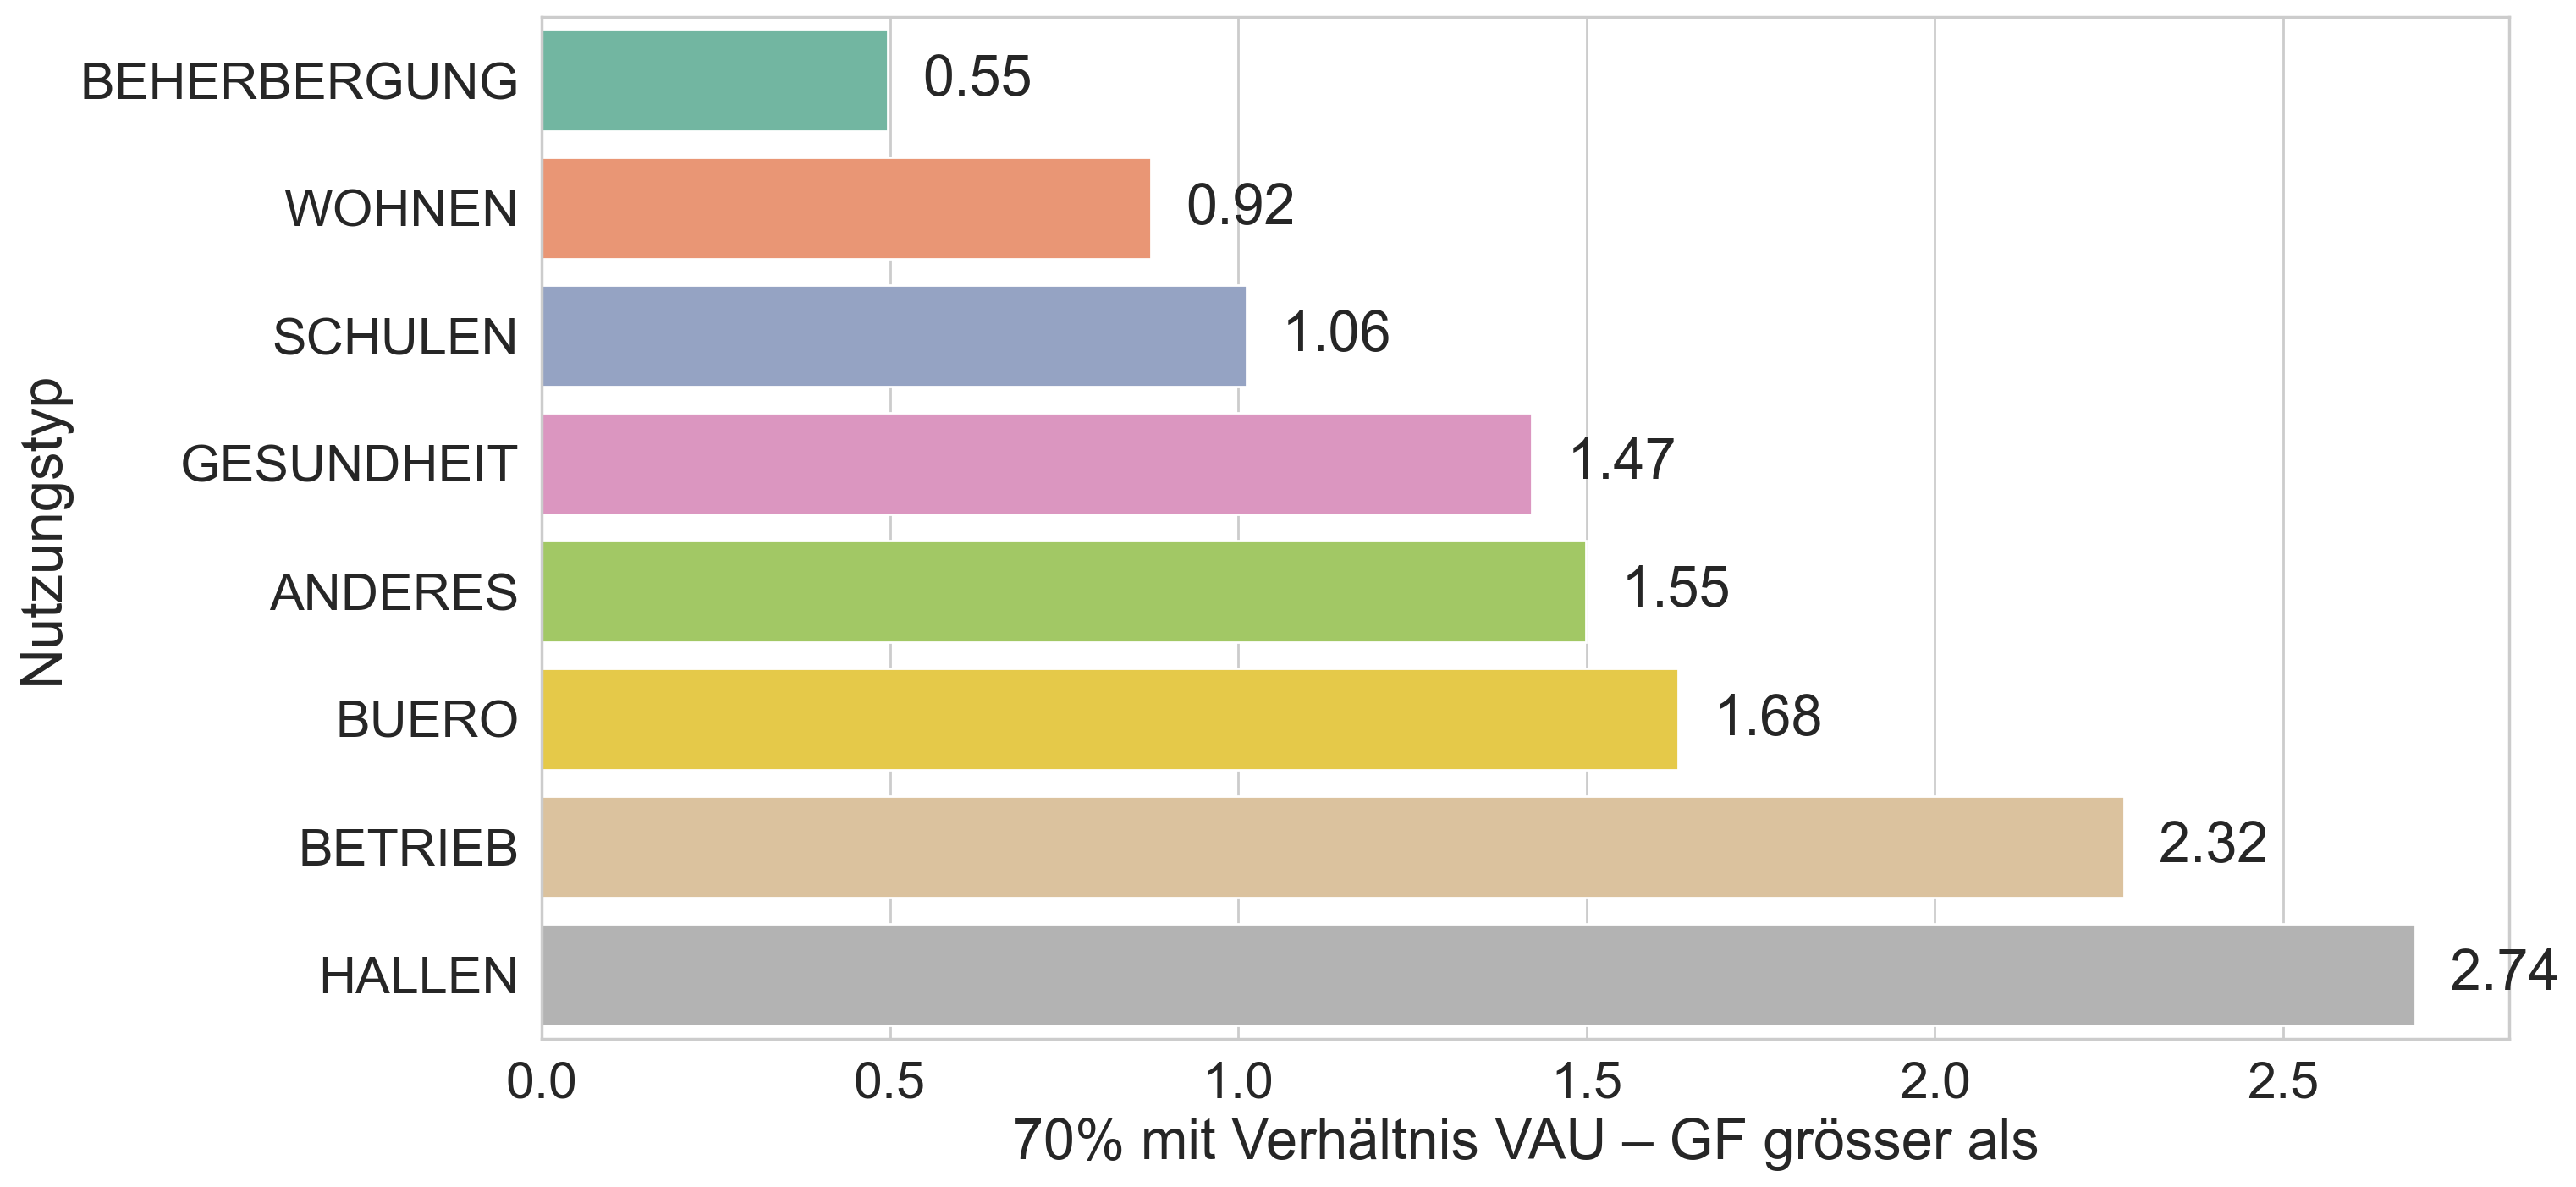 BEHERBERGUNG 0.55
WOHNEN 0.92
SCHULEN 1.06
GESUNDHEIT 1.47
ANDERES 1.55
BUERO 1.68
BETRIEB 2.32
HALLEN 2.74
Nutzungstyp
0.0 0.5 1.0 1.5 2.0 2.5
70% mit Verhältnis VAU – GF grösser als